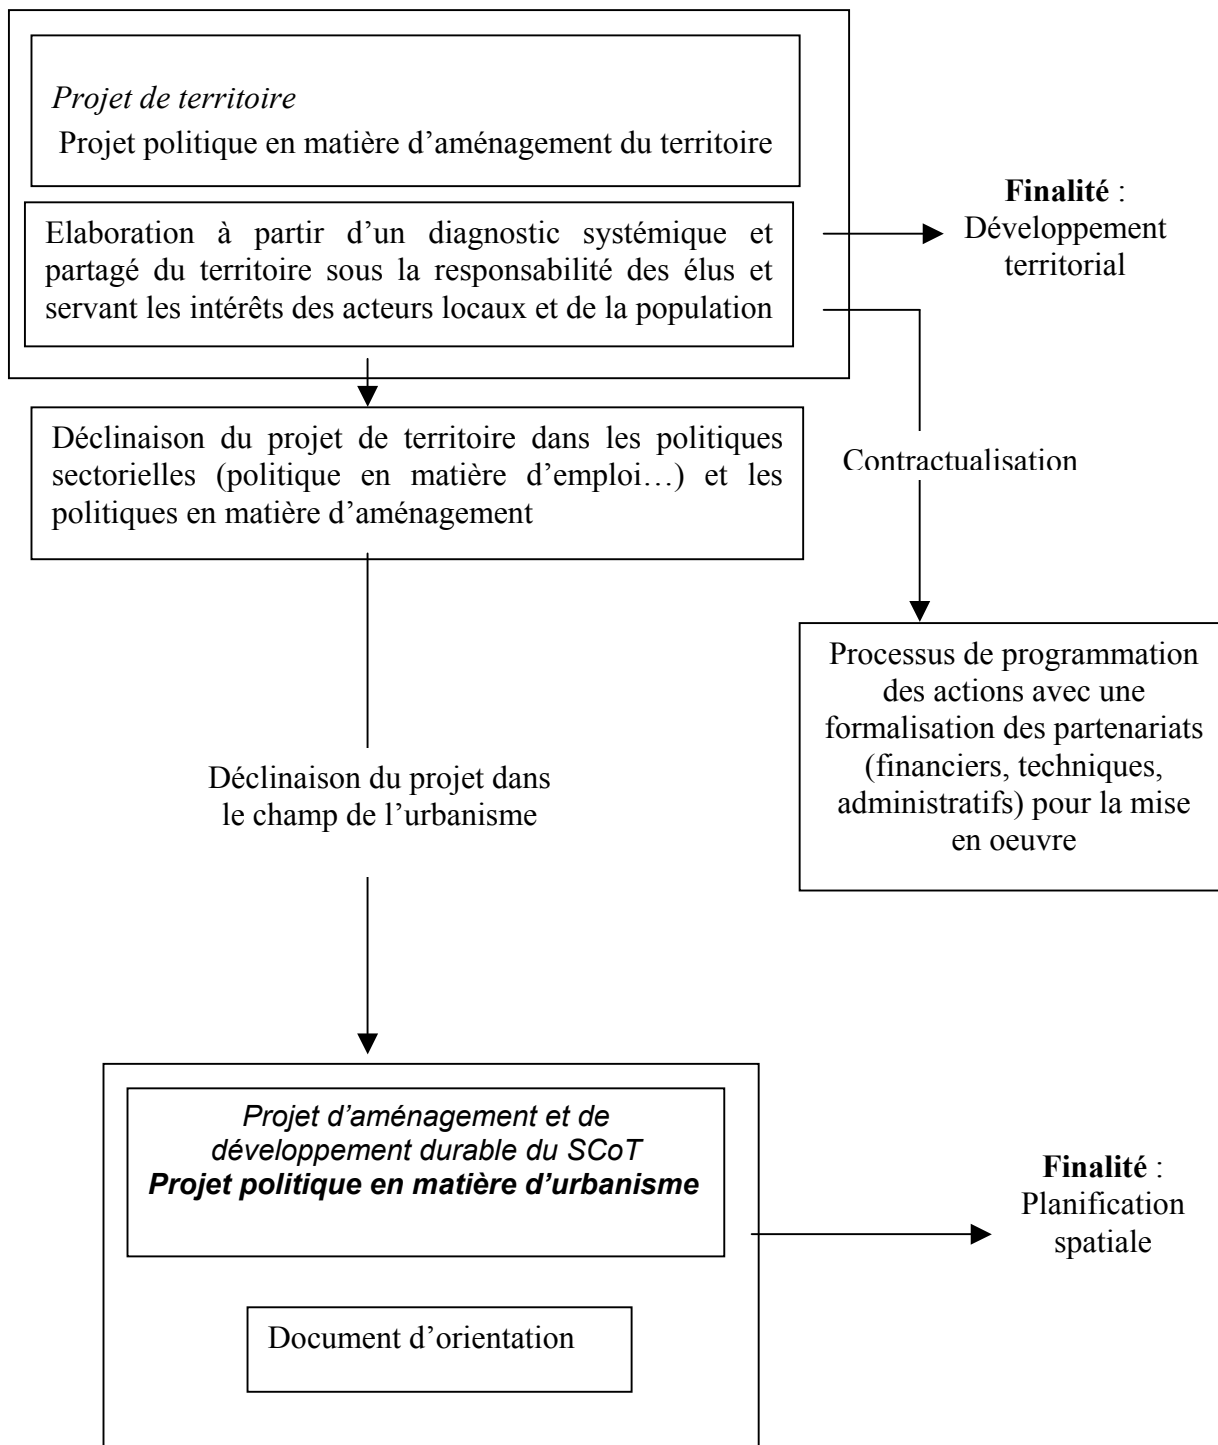 Projet de territoire
Projet politique en matière d’aménagement du territoire
Elaboration à partir d’un diagnostic systémique et
partagé du territoire sous la responsabilité des élus et
servant les intérêts des acteurs locaux et de la population
Finalité :
Développement
territorial
Déclinaison du projet de territoire dans les politiques
sectorielles (politique en matière d’emploi…) et les
politiques en matière d’aménagement
Contractualisation
Processus de programmation
des actions avec une
formalisation des partenariats
(financiers, techniques,
administratifs) pour la mise
en oeuvre
Déclinaison du projet dans
le champ de l’urbanisme
Projet d’aménagement et de
développement durable du SCoT
Projet politique en matière d’urbanisme
Finalité :
Planification
spatiale
Document d’orientation